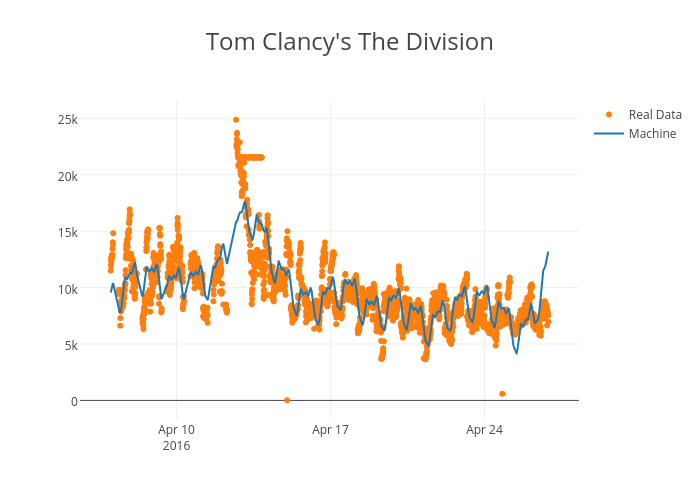 Tom Clancy's The Division
Real Data
Machine
25k
20k
15k
10k
5k
0
Apr 10
2016
Apr 17
Apr 24